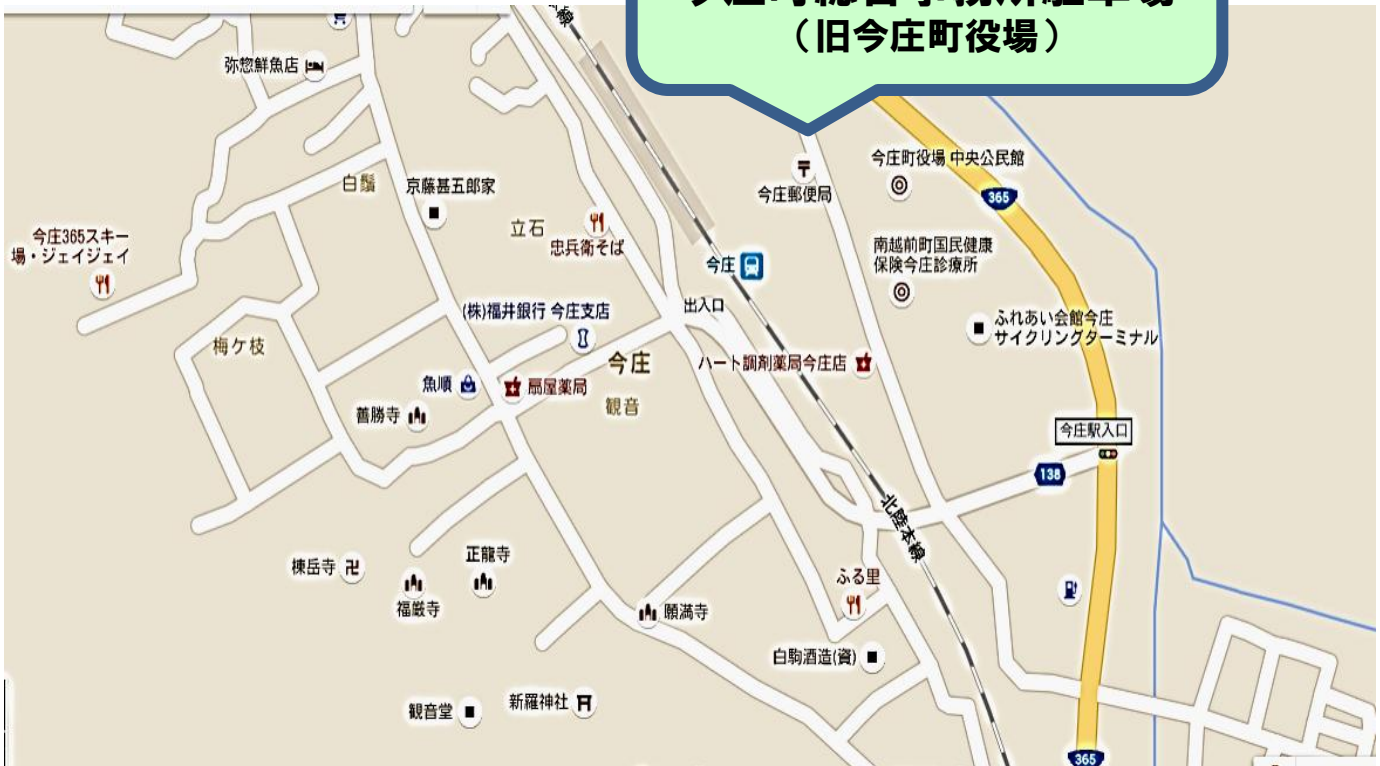 （旧今庄町役場）
弥惣鮮魚店
今庄町役場 中央公民館
白鬚
京藤甚五郎家
今庄郵便局
365
立石
忠兵衛そば
今庄365スキー
場・ジェイジェイ
南越前町国民健康
保険今庄診療所
今庄
出入口
(株)福井銀行 今庄支店
ふれあい会館今庄
サイクリングターミナル
梅ケ枝
今庄
ハート調剤薬局今庄店
魚順
扇屋薬局
観音
善勝寺
今庄駅入口
138
北陸本線
棟岳寺
正龍寺
福厳寺
ふる里
願満寺
白駒酒造(資)
観音堂
新羅神社
365